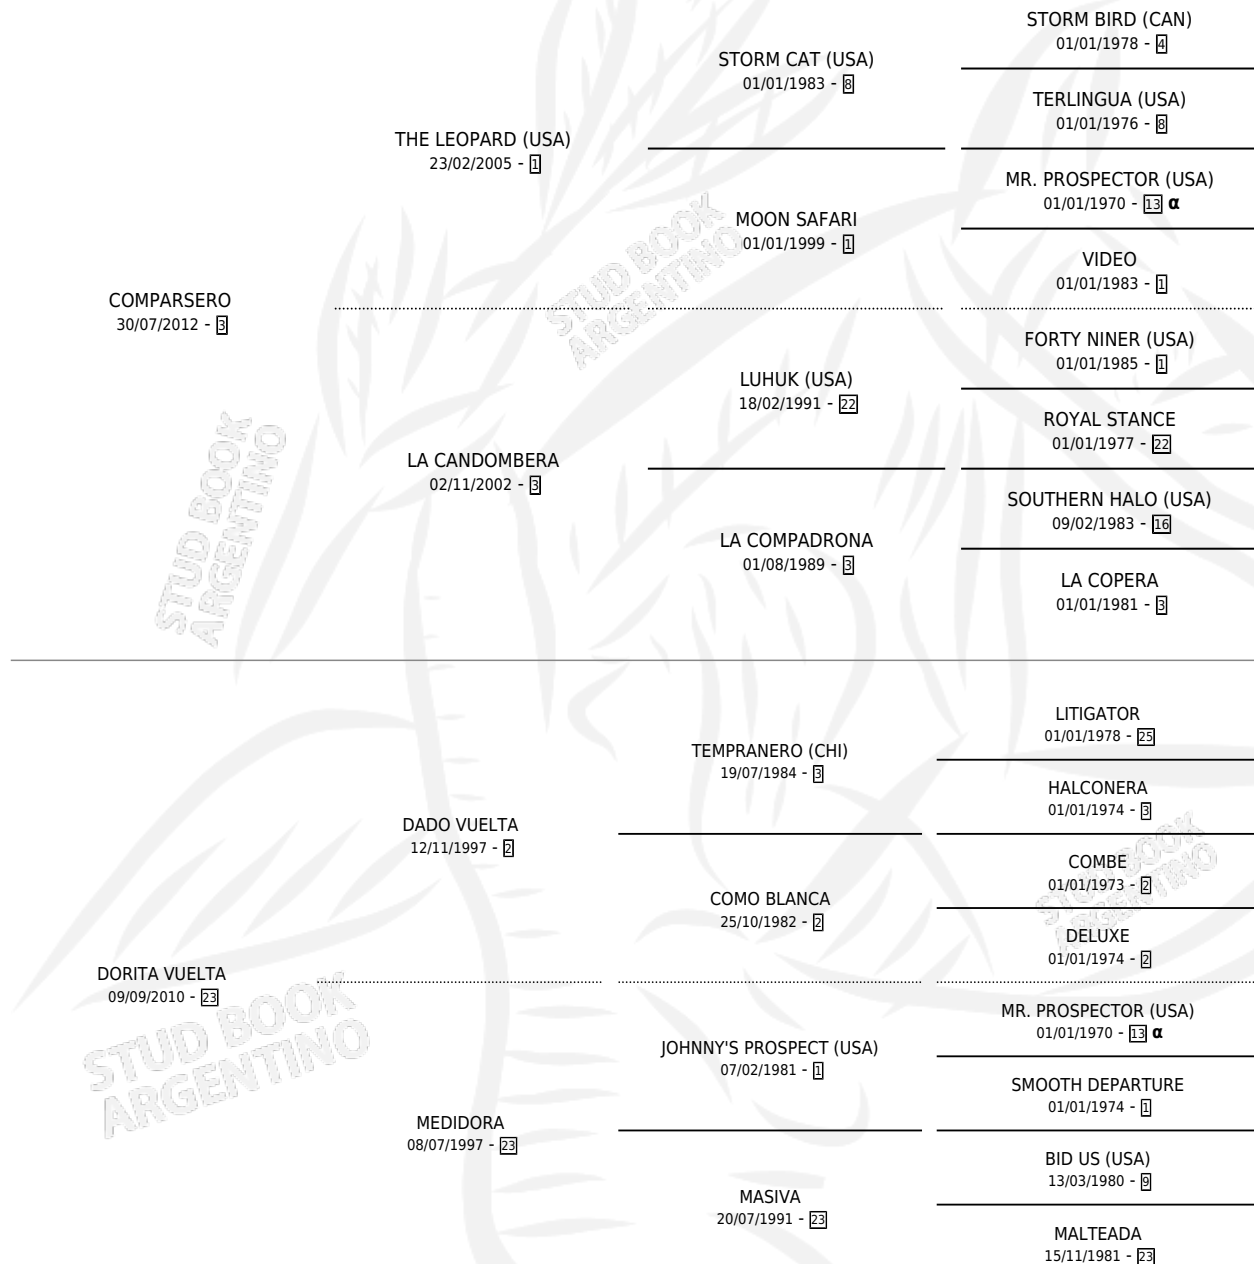 STORM BIRD (CAN)
01/01/1978 - 4
STORM CAT (USA)
01/01/1983 - 8
TERLINGUA (USA)
01/01/1976 - 8
THE LEOPARD (USA)
23/02/2005 - 1
MR. PROSPECTOR (USA)
01/01/1970 - 13 α
MOON SAFARI
01/01/1999 - 1
VIDEO
01/01/1983 - 1
COMPARSERO
30/07/2012 - 3
FORTY NINER (USA)
01/01/1985 - 1
LUHUK (USA)
18/02/1991 - 22
ROYAL STANCE
01/01/1977 - 22
LA CANDOMBERA
02/11/2002 - 3
SOUTHERN HALO (USA)
09/02/1983 - 16
LA COMPADRONA
01/08/1989 - 3
LA COPERA
01/01/1981 - 3
LITIGATOR
01/01/1978 - 25
TEMPRANERO (CHI)
19/07/1984 - 3
HALCONERA
01/01/1974 - 3
DADO VUELTA
12/11/1997 - 2
COMBE
01/01/1973 - 2
COMO BLANCA
25/10/1982 - 2
DELUXE
01/01/1974 - 2
DORITA VUELTA
09/09/2010 - 23
MR. PROSPECTOR (USA)
01/01/1970 - 13 α
JOHNNY'S PROSPECT (USA)
07/02/1981 - 1
SMOOTH DEPARTURE
01/01/1974 - 1
MEDIDORA
08/07/1997 - 23
BID US (USA)
13/03/1980 - 9
MASIVA
20/07/1991 - 23
MALTEADA
15/11/1981 - 23
STUD BOOK
ARGENTINO
STUD BOOK
ARGENTINO
STUD BOOK
ARGENTINO
STUD BOOK
ARGENTINO